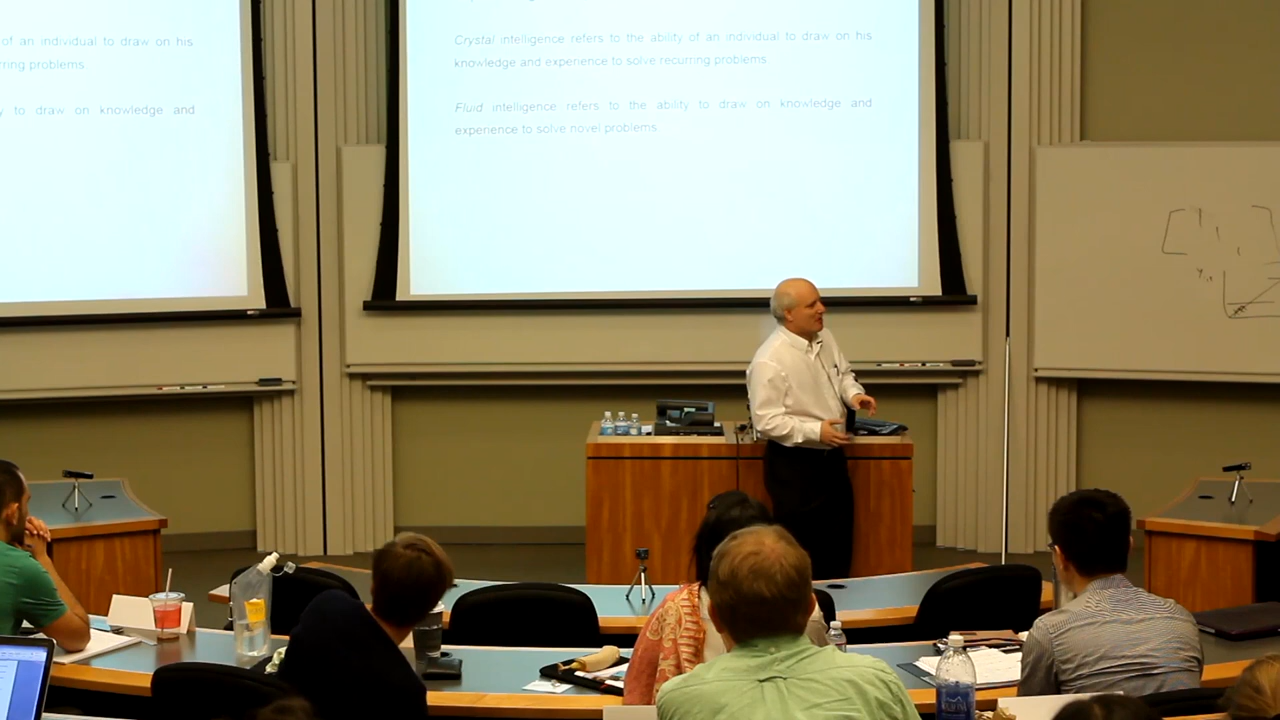 of an individual to draw on his
rring problems
y to draw on knowledge and
Crystal intelligence refers to the ability of an individual to draw on his
knowledge and experience to solve recurring problems
Fluid intelligence refers to the ability to draw on knowledge and
experience to solve novel problems